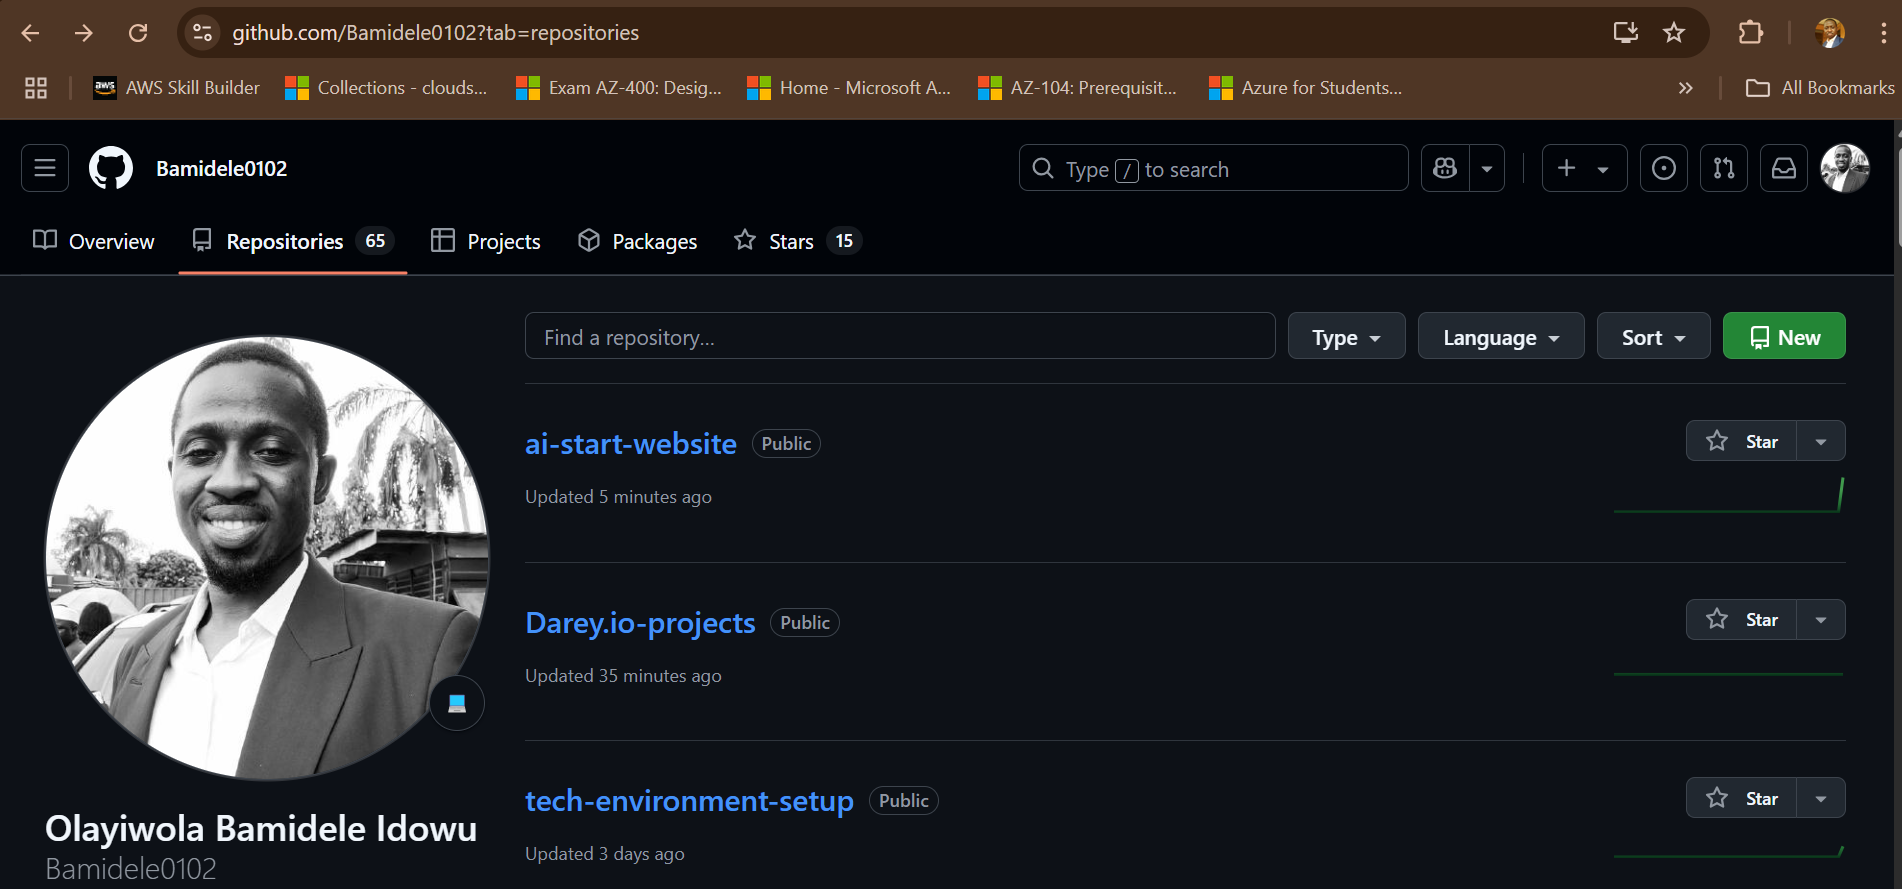 github.com/Bamidele0102?tab=repositories
aws AWS Skill Builder Collections - clouds... Exam AZ-400: Desig... Home - Microsoft A... AZ-104: Prerequisit... Azure for Students... » All Bookmarks
Bamidele0102 Type / to search
Overview Repositories 65 Projects Packages Stars 15
Find a repository... Type Language Sort New
ai-start-website Public Star
Updated 5 minutes ago
Darey.io-projects Public Star
Updated 35 minutes ago
tech-environment-setup Public Star
Updated 3 days ago
Olayiwola Bamidele Idowu
Bamidele0102